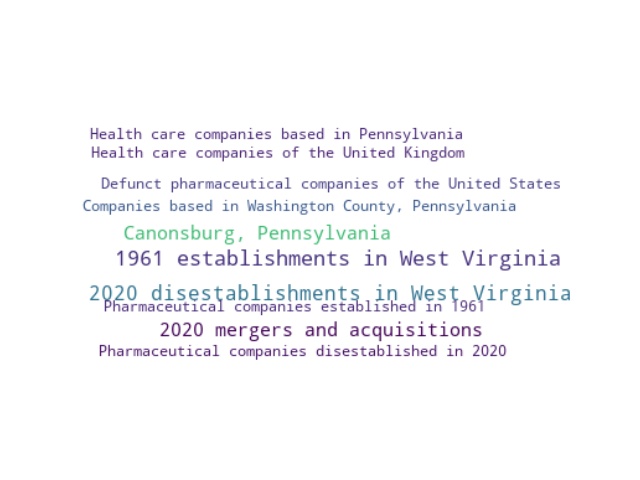 Health care companies based in Pennsylvania
Health care companies of the United Kingdom
Defunct pharmaceutical companies of the United States
Companies based in Washington County, Pennsylvania
Canonsburg, Pennsylvania
1961 establishments in West Virginia
2020 disestablishments in West Virginia
Pharmaceutical companies established in 1961
2020 mergers and acquisitions
Pharmaceutical companies disestablished in 2020